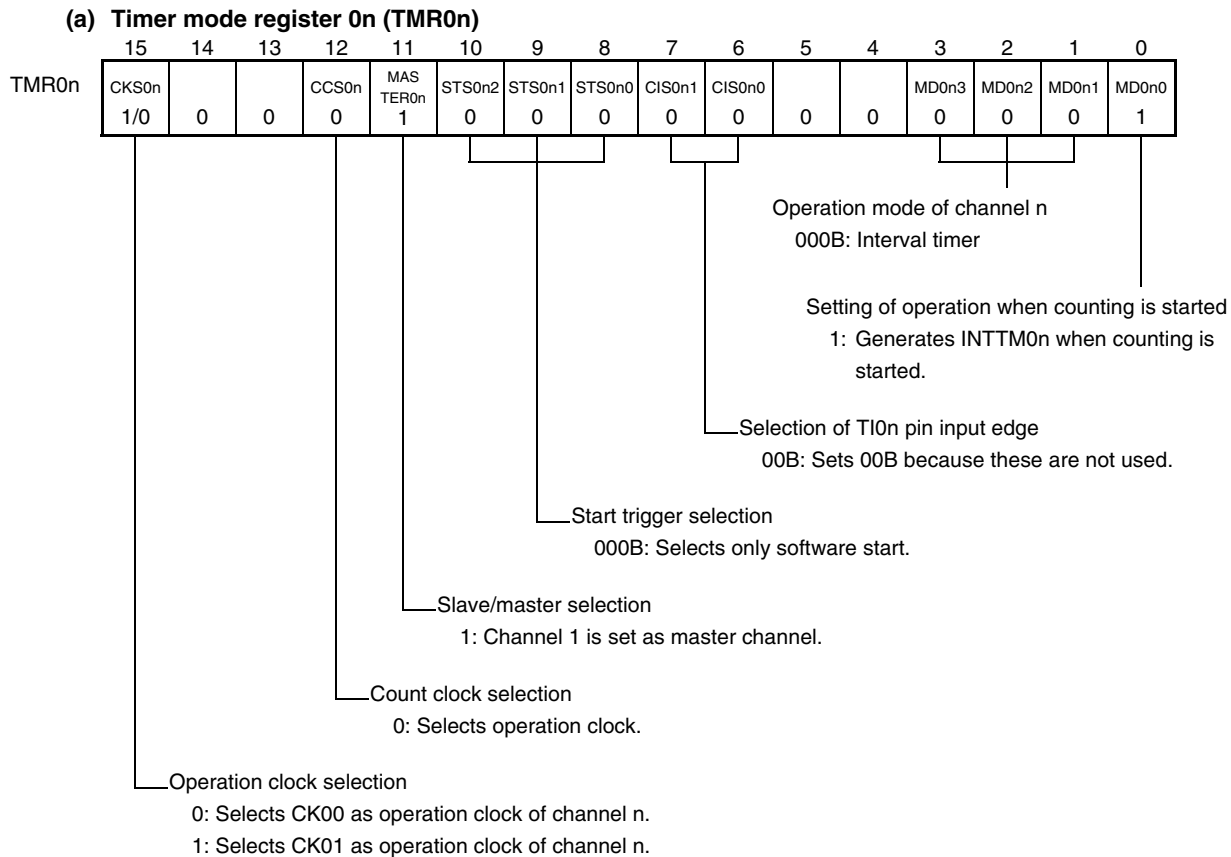 (a) Timer mode register 0n (TMR0n)
15 14 13 12 11 10 9 8 7 6 5 4 3 2 1 0
TMR0n CKS0n CCS0n MAS TER0n STS0n2 STS0n1 STS0n0 CIS0n1 CIS0n0 MD0n3 MD0n2 MD0n1 MD0n0
1/0 0 0 0 1 0 0 0 0 0 0 0 0 0 0 1
Operation mode of channel n
000B: Interval timer
Setting of operation when counting is started
1: Generates INTTM0n when counting is
started.
Selection of TI0n pin input edge
00B: Sets 00B because these are not used.
Start trigger selection
000B: Selects only software start.
Slave/master selection
1: Channel 1 is set as master channel.
Count clock selection
0: Selects operation clock.
Operation clock selection
0: Selects CK00 as operation clock of channel n.
1: Selects CK01 as operation clock of channel n.